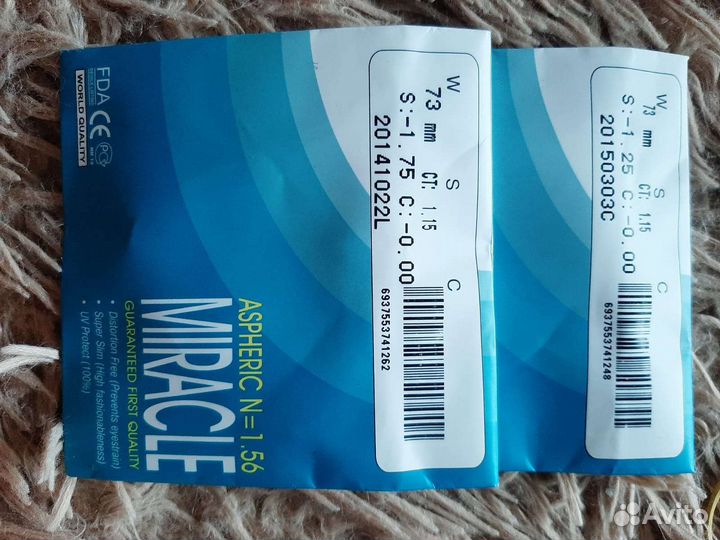 FDA CE
WORLD QUALITY
ASPHERIC N=1.56
MIRACLE
GUARANTEED FIRST QUALITY
• Distortion Free (Prevents eyestrain)
• Super Slim (High fashionableness)
• UV Protect (100%)
W S C
73 mm CT: 1.15
S:-1.75 C:-0.00
20141022L
6937553741262
W S C
73 mm CT: 1.15
S:-1.25 C:-0.00
20150303C
6937553741248
Avito